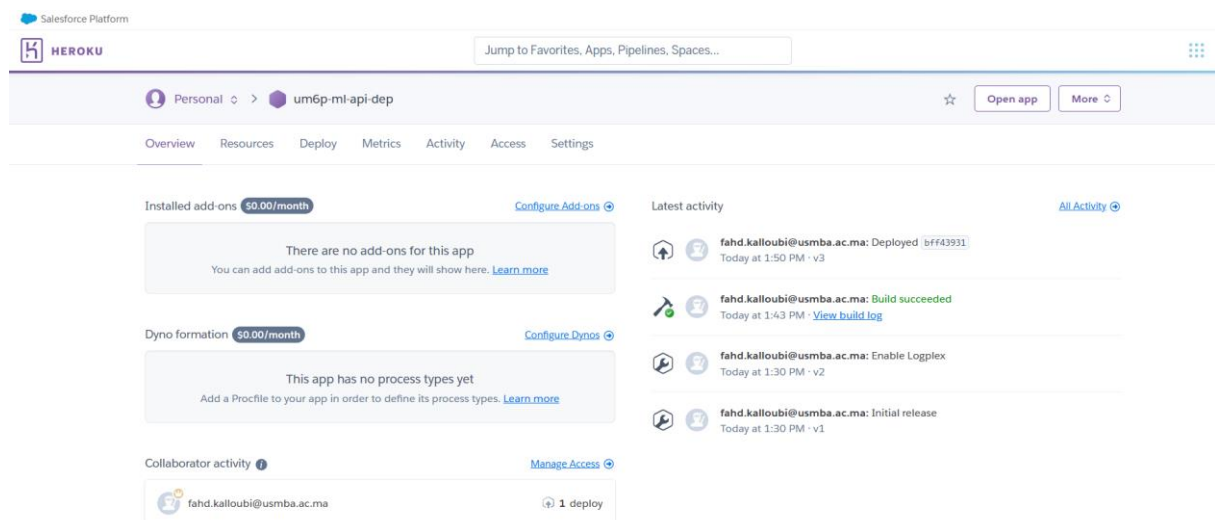 Salesforce Platform
HEROKU
Jump to Favorites, Apps, Pipelines, Spaces...
Personal > um6p-ml-api-dep
Open app
More
Overview Resources Deploy Metrics Activity Access Settings
Installed add-ons $0.00/month
Configure Add-ons
There are no add-ons for this app
You can add add-ons to this app and they will show here. Learn more
Dyno formation $0.00/month
Configure Dynos
This app has no process types yet
Add a Procfile to your app in order to define its process types. Learn more
Collaborator activity
Manage Access
fahd.kalloubi@usmba.ac.ma
1 deploy
Latest activity
All Activity
fahd.kalloubi@usmba.ac.ma: Deployed bff43931
Today at 1:50 PM · v3
fahd.kalloubi@usmba.ac.ma: Build succeeded
Today at 1:43 PM · View build log
fahd.kalloubi@usmba.ac.ma: Enable Logplex
Today at 1:30 PM · v2
fahd.kalloubi@usmba.ac.ma: Initial release
Today at 1:30 PM · v1